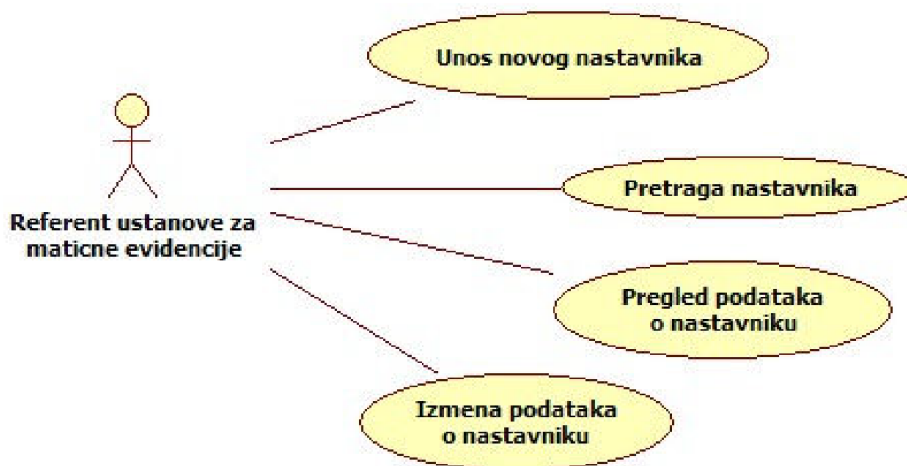 Unos novog nastavnika
Pretraga nastavnika
Referent ustanove za
maticne evidencije
Pregled podataka
o nastavniku
Izmena podataka
o nastavniku